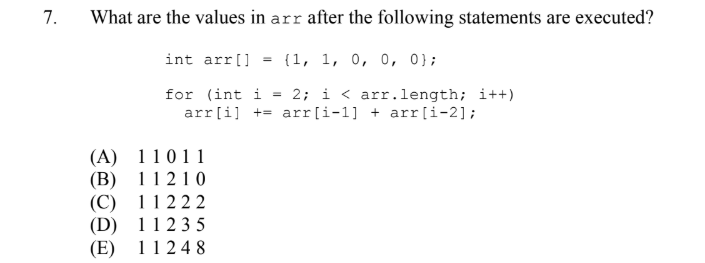 7. What are the values in arr after the following statements are executed?
int arr[] = {1, 1, 0, 0, 0};
for (int i = 2; i < arr.length; i++)
arr[i] += arr[i-1] + arr[i-2];
(A) 1 1 0 1 1
(B) 1 1 2 1 0
(C) 1 1 2 2 2
(D) 1 1 2 3 5
(E) 1 1 2 4 8